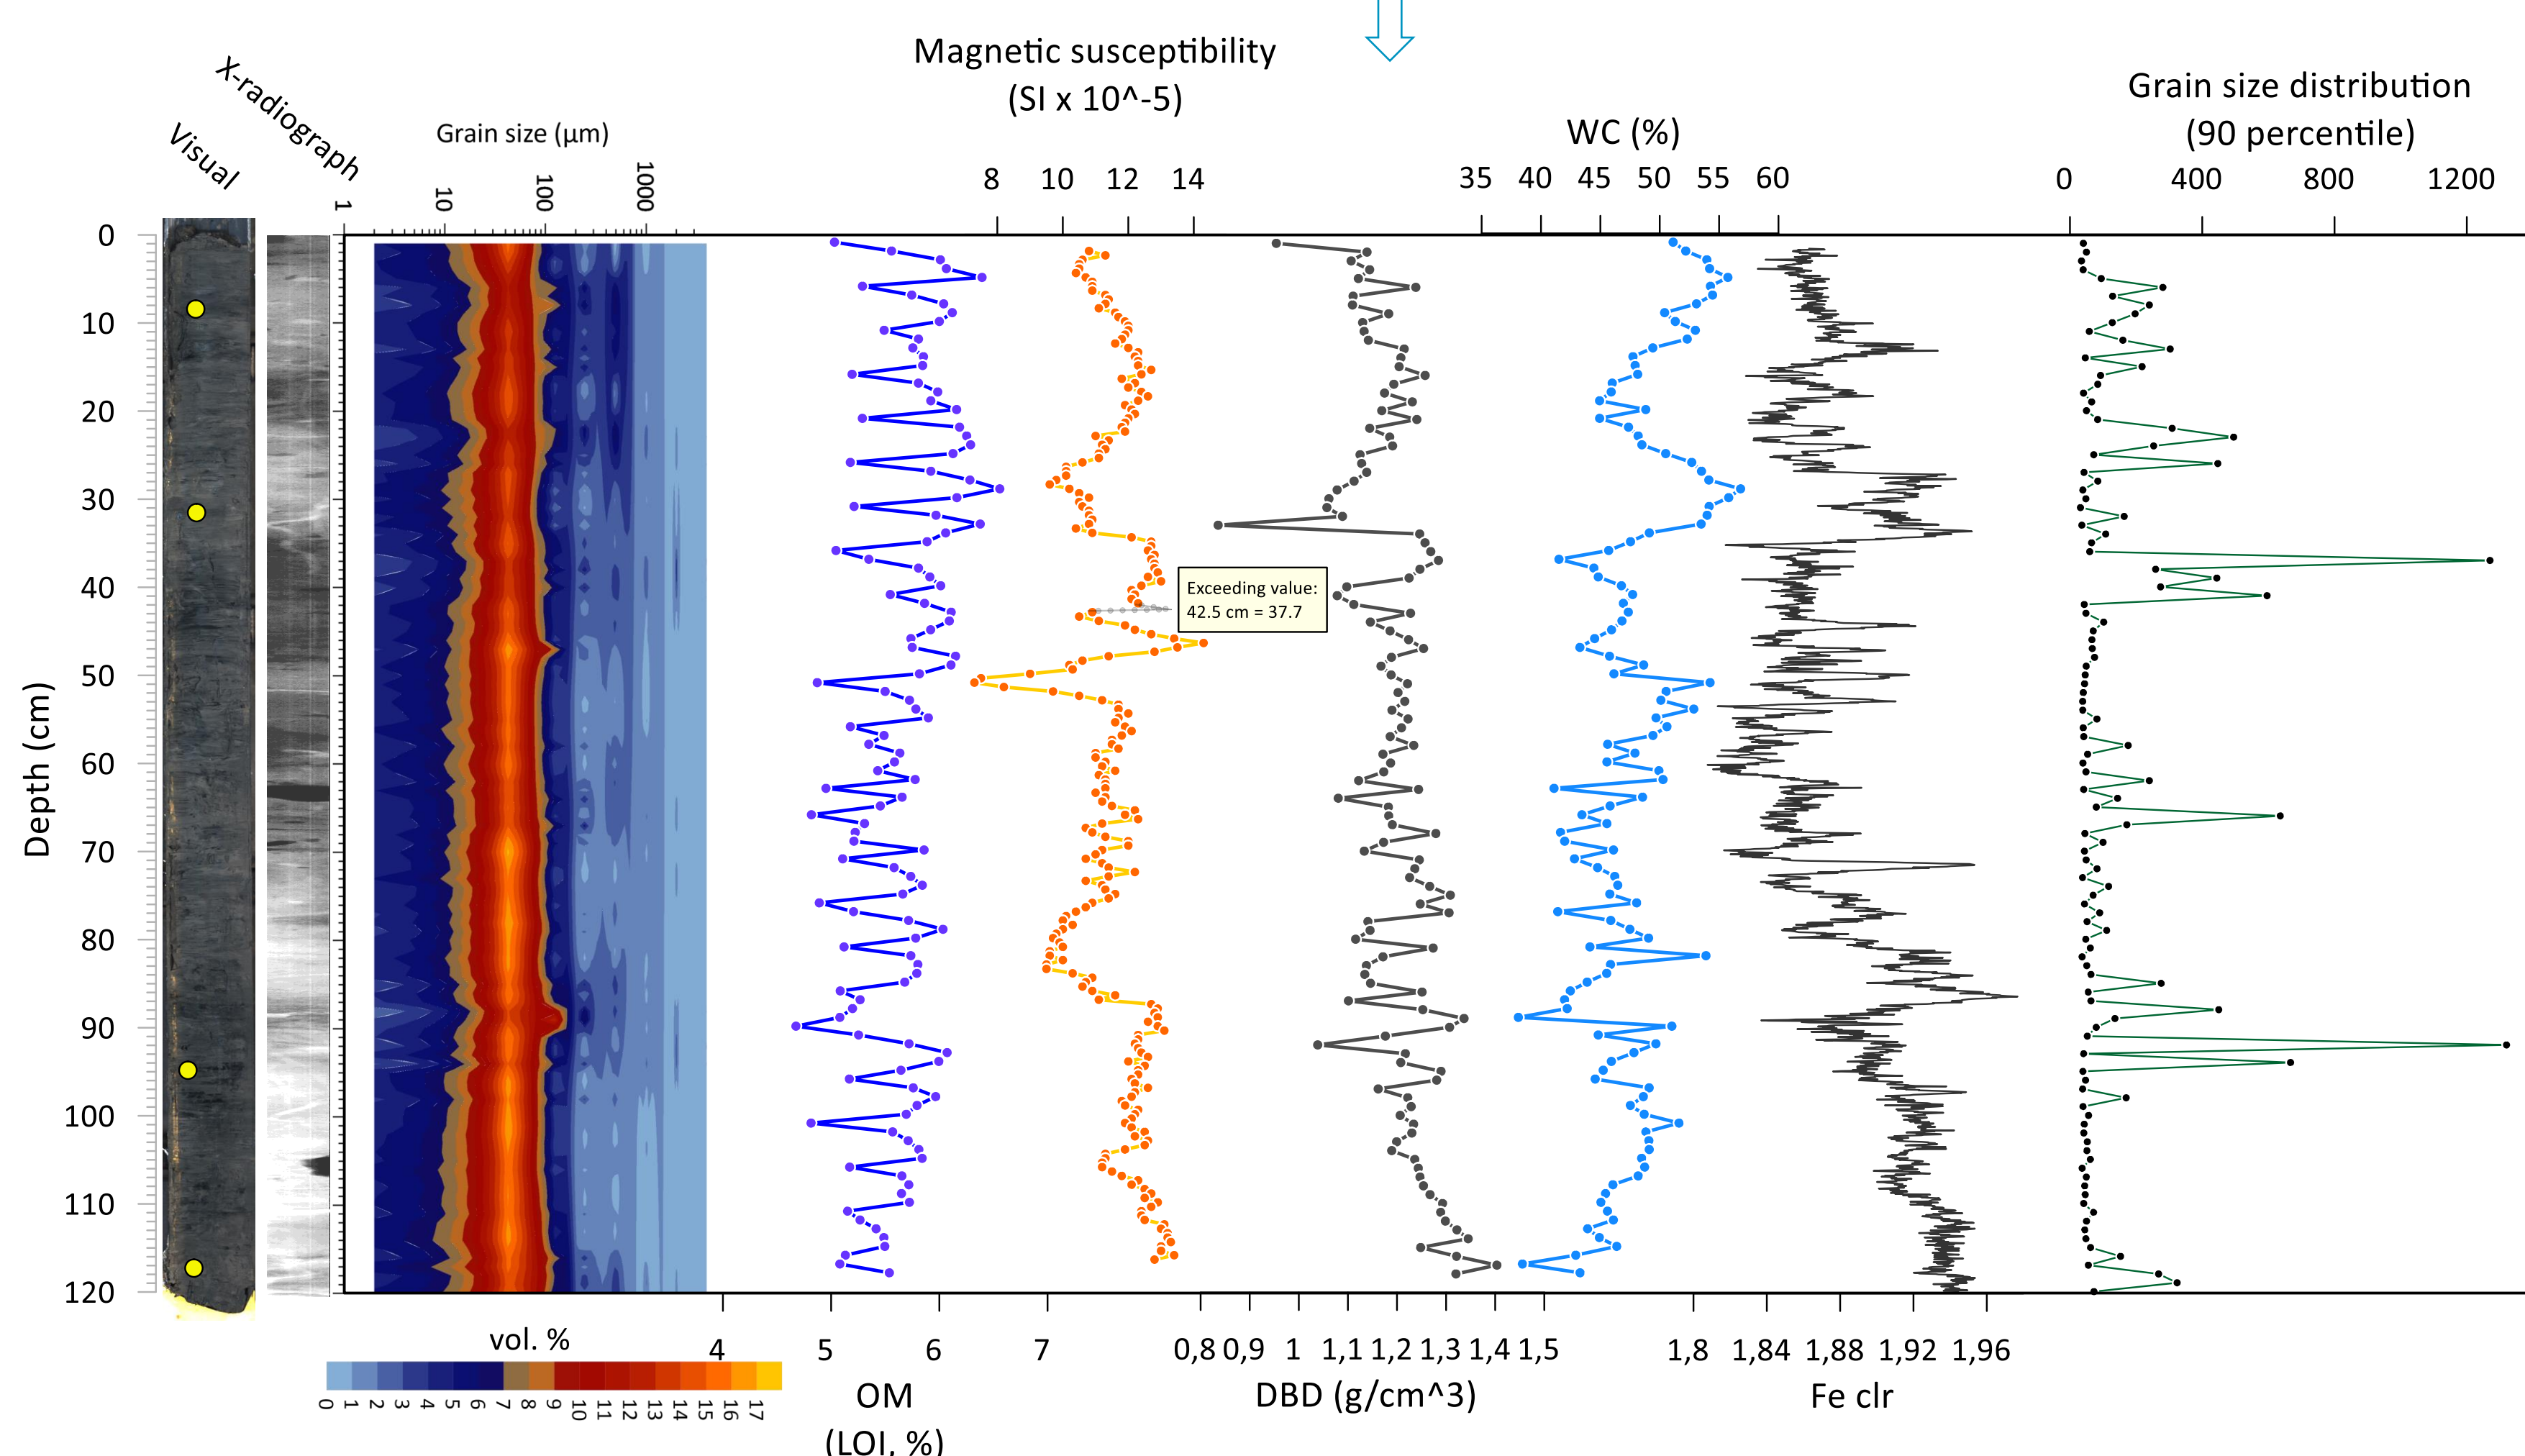 Magnetic susceptibility
(SI x 10^-5)
Grain size distribution
(90 percentile)
X-radiograph
Visual
Grain size (µm)
WC (%)
1 10 100 1000
8 10 12 14
35 40 45 50 55 60
0 400 800 1200
0
10
20
30
40
50
60
70
80
90
100
110
120
Depth (cm)
Exceeding value:
42.5 cm = 37.7
vol. %
0 1 2 3 4 5 6 7 8 9 10 11 12 13 14 15 16 17
4 5 6 7
0,8 0,9 1 1,1 1,2 1,3 1,4 1,5
1,8 1,84 1,88 1,92 1,96
OM
(LOI, %)
DBD (g/cm^3)
Fe clr